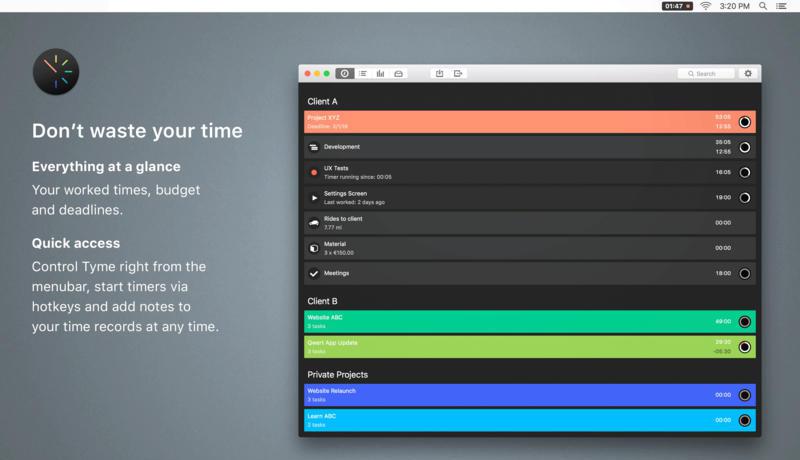 01:47
3:20 PM
Don't waste your time
Everything at a glance
Your worked times, budget
and deadlines.
Quick access
Control Tyme right from the
menubar, start timers via
hotkeys and add notes to
your time records at any time.
Search
Client A
Project XYZ
53:05
Deadline: 3/1/16
12:55
Development
35:05
12:55
UX Tests
Timer running since: 00:05
16:05
Settings Screen
Last worked: 2 days ago
19:00
Rides to client
7.77 mi
00:00
Material
3 x €150.00
00:00
Meetings
18:00
Client B
Website ABC
3 tasks
49:00
Qwert App Update
29:30
3 tasks
-05:30
Private Projects
Website Relaunch
3 tasks
00:00
Learn ABC
3 tasks
00:00